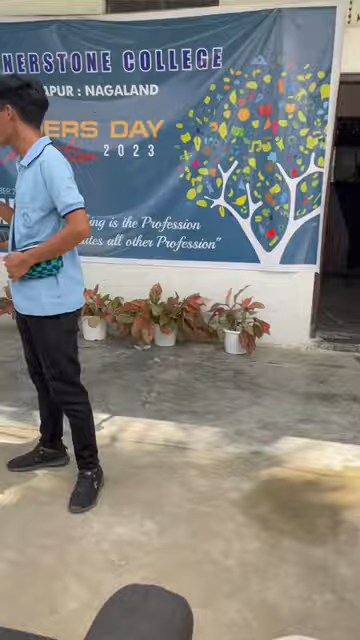 NERSTONE COLLEGE
APUR : NAGALAND
ERS DAY
2023
ing is the Profession
ates all other Profession"